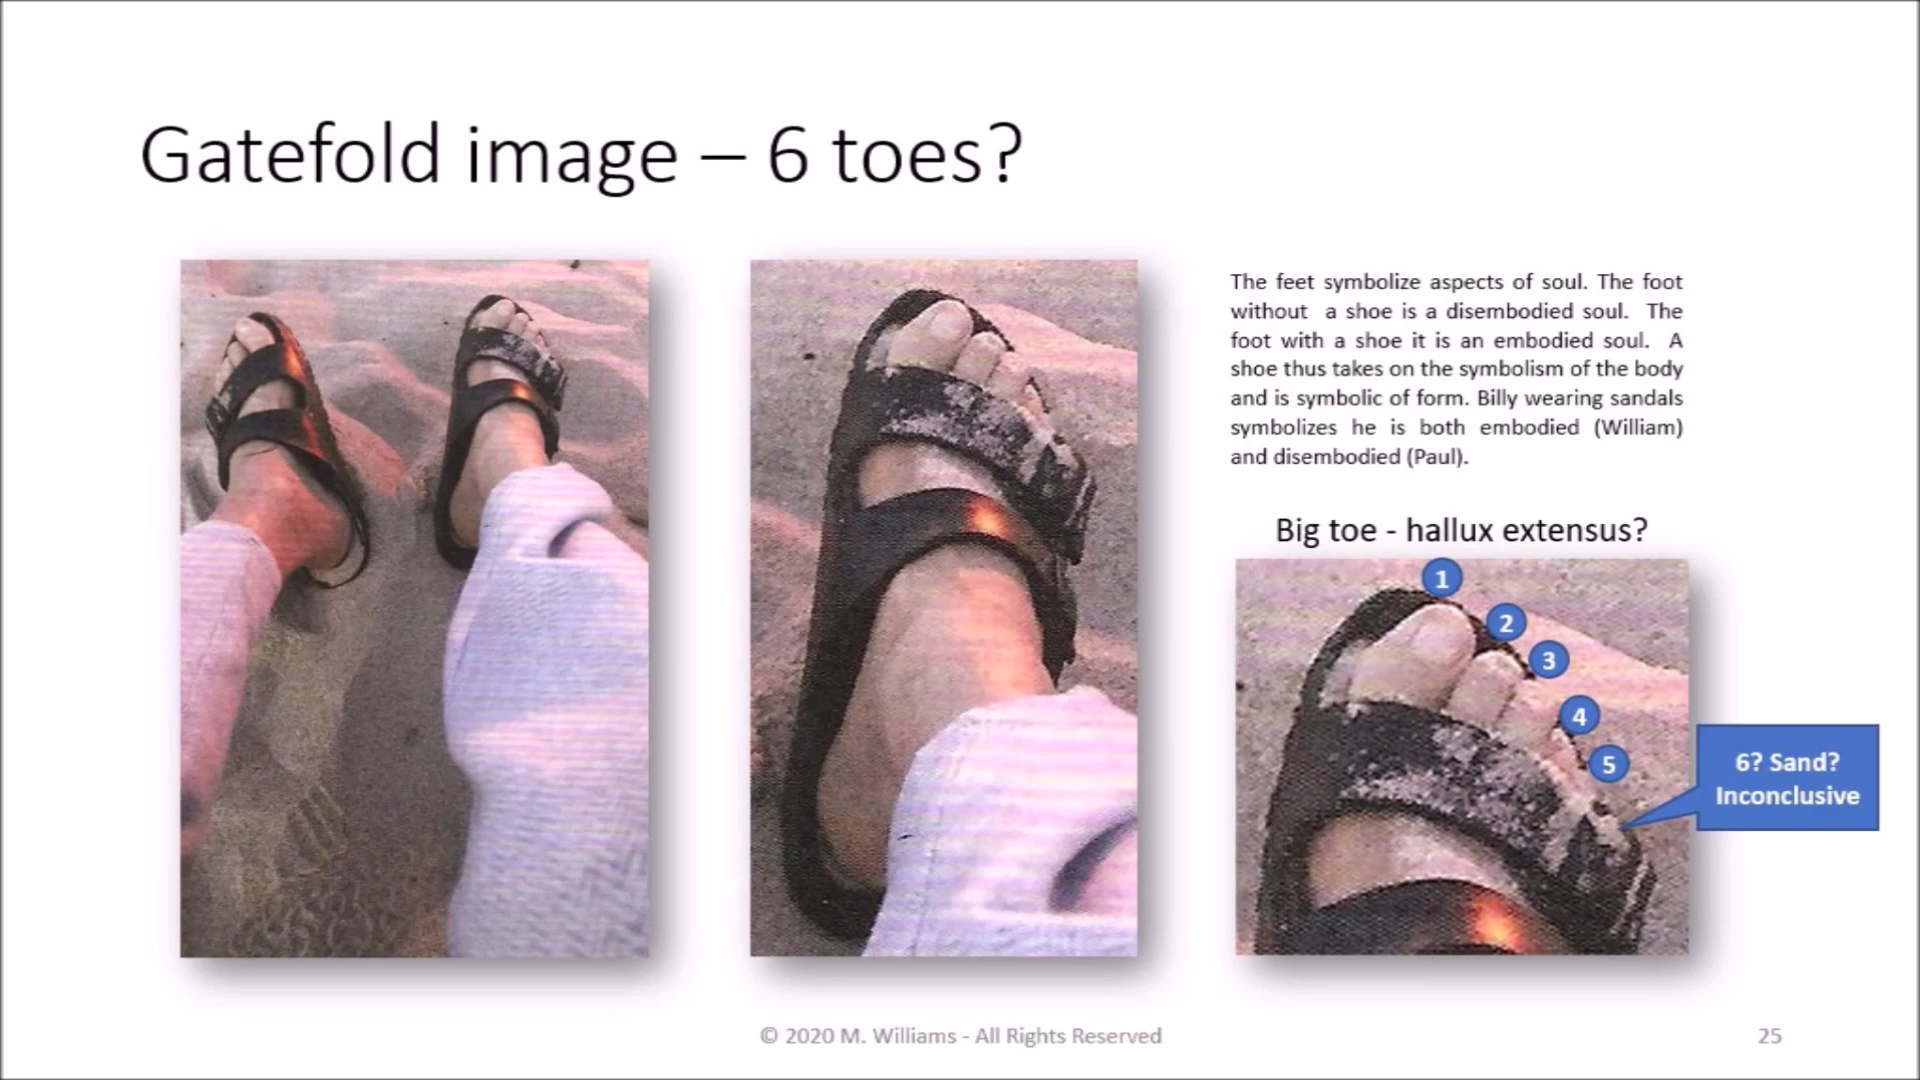 Gatefold image – 6 toes?
The feet symbolize aspects of soul. The foot
without a shoe is a disembodied soul. The
foot with a shoe it is an embodied soul. A
shoe thus takes on the symbolism of the body
and is symbolic of form. Billy wearing sandals
symbolizes he is both embodied (William)
and disembodied (Paul).
Big toe - hallux extensus?
1
2
3
4
5
6? Sand?
Inconclusive
© 2020 M. Williams - All Rights Reserved
25